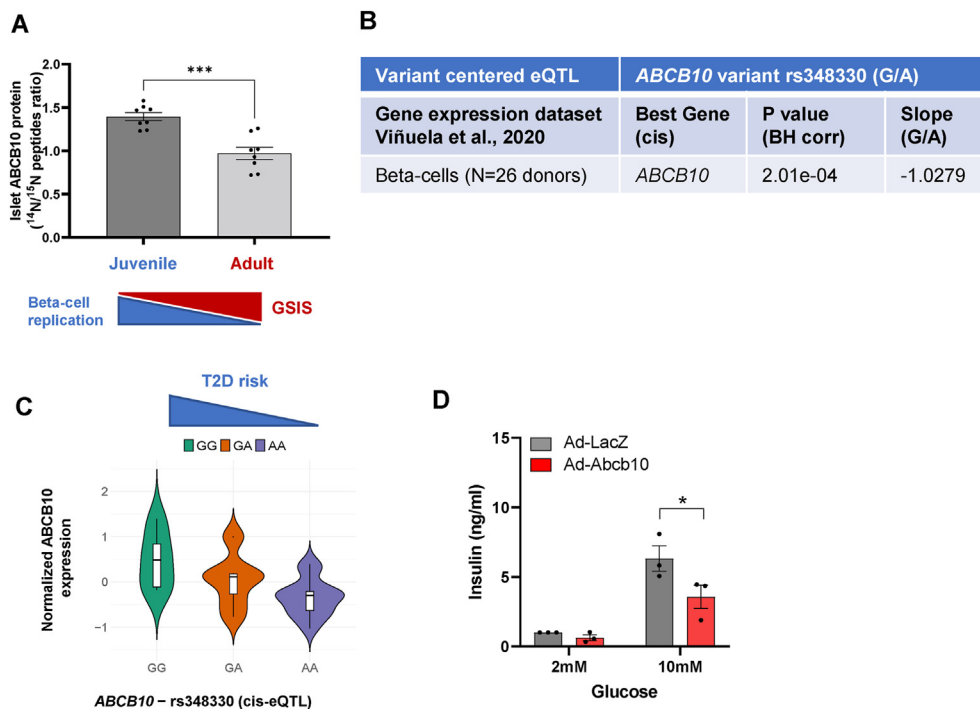 A
Islet ABCB10 protein
(¹⁴N/¹⁵N peptides ratio)
2.0
1.5
1.0
0.5
0.0
***
Juvenile
Adult
Beta-cell
replication
GSIS
B
Variant centered eQTL
ABCB10 variant rs348330 (G/A)
Gene expression dataset
Viñuela et al., 2020
Best Gene
(cis)
P value
(BH corr)
Slope
(G/A)
Beta-cells (N=26 donors)
ABCB10
2.01e-04
-1.0279
C
T2D risk
GG
GA
AA
Normalized ABCB10
expression
2
1
0
−1
GG
GA
AA
ABCB10 − rs348330 (cis-eQTL)
D
Ad-LacZ
Ad-Abcb10
Insulin (ng/ml)
15
10
5
0
*
2mM
10mM
Glucose